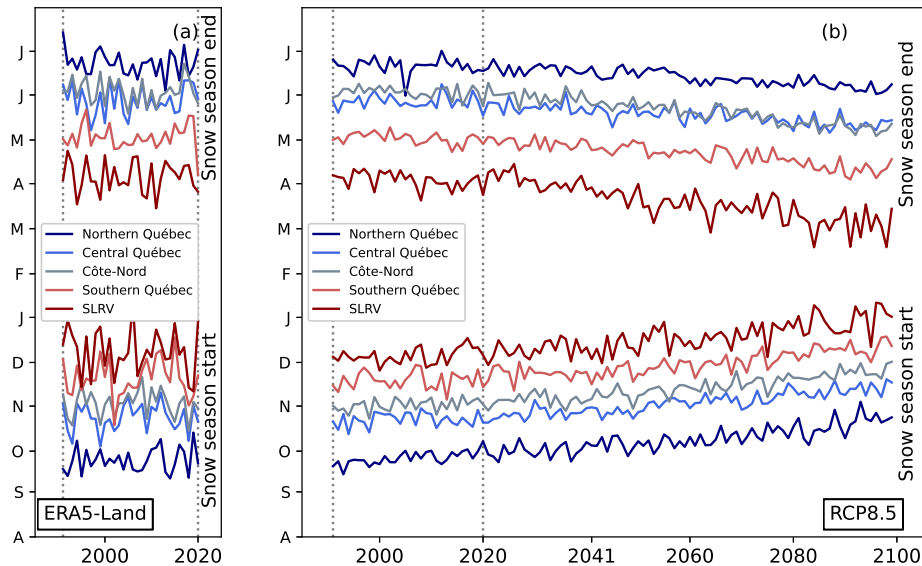 (a)
Snow season end
J
J
M
A
M
F
J
D
N
O
S
A
Northern Québec
Central Québec
Côte-Nord
Southern Québec
SLRV
Snow season start
ERA5-Land
2000
2020
(b)
Snow season end
J
J
M
A
M
F
J
D
N
O
S
A
Northern Québec
Central Québec
Côte-Nord
Southern Québec
SLRV
Snow season start
RCP8.5
2000
2020
2041
2060
2080
2100